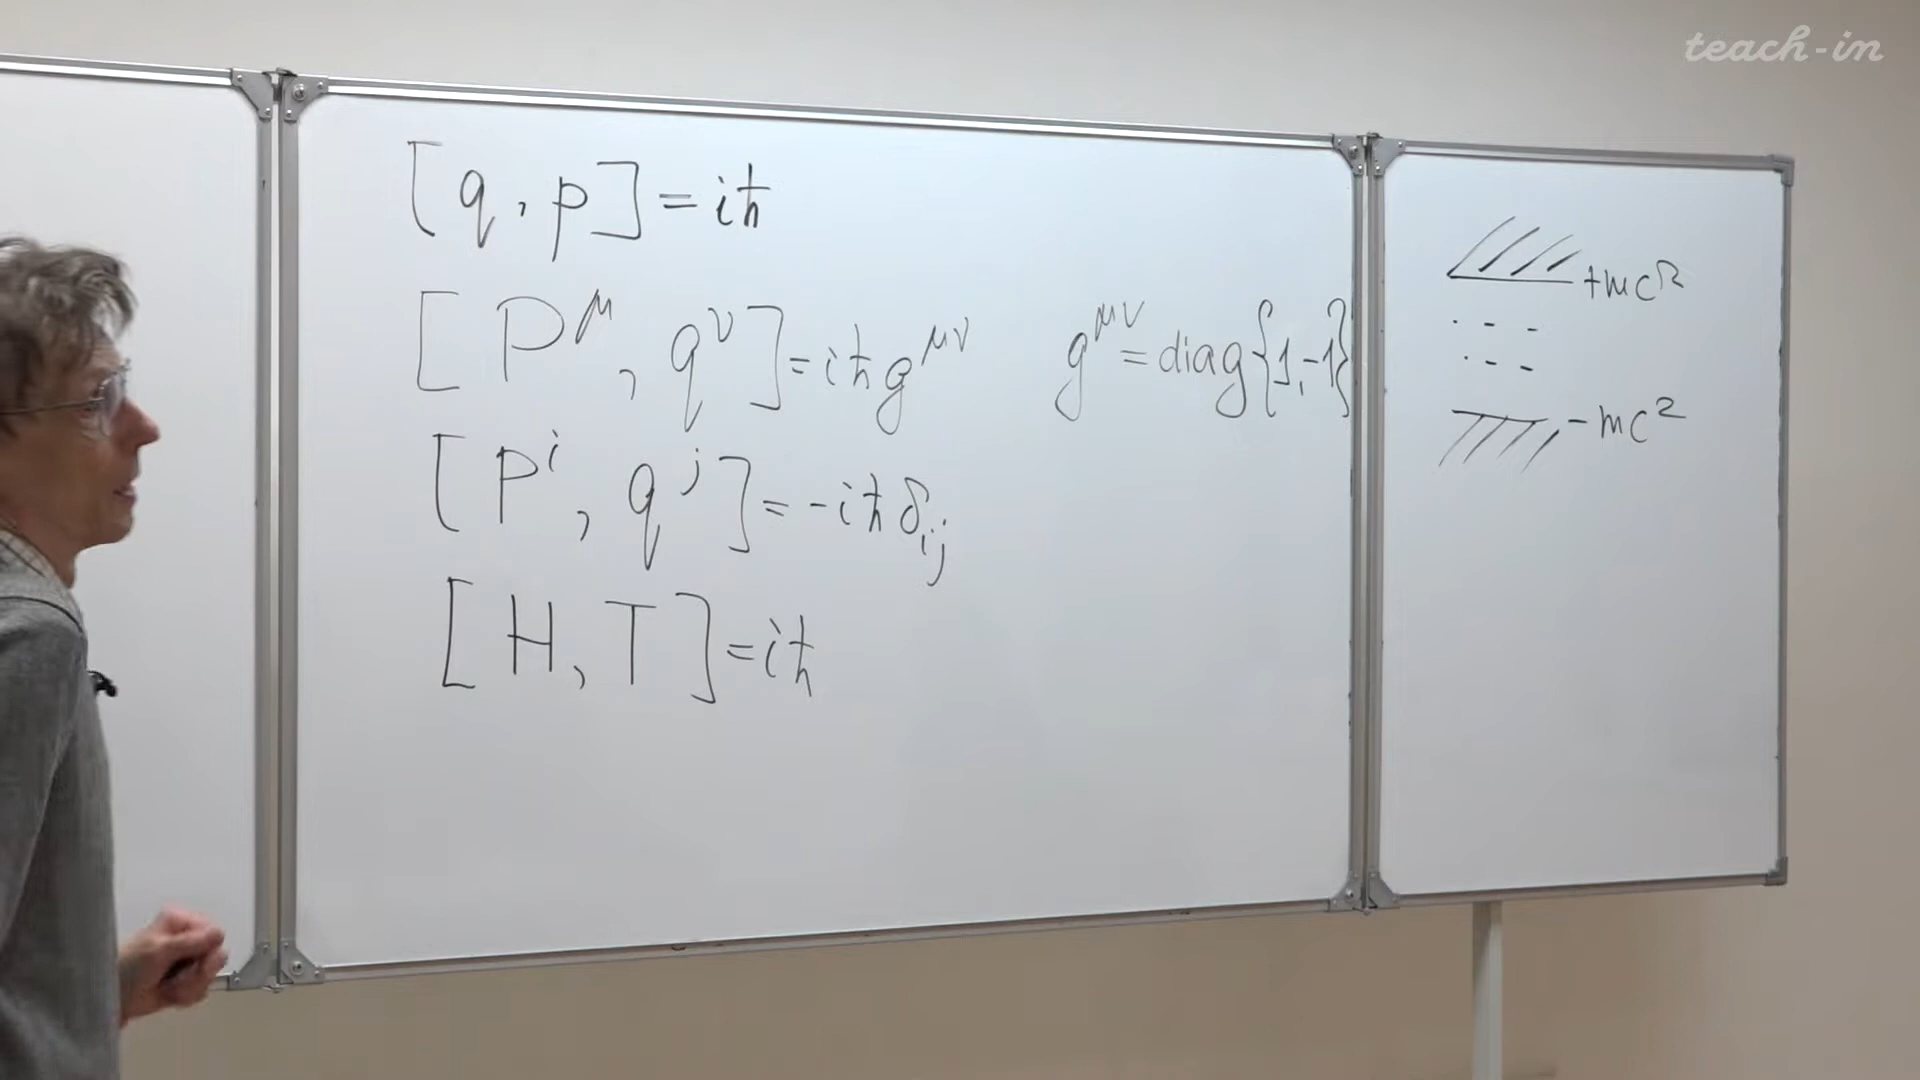 teach-in
[q, p] = iħ
[P^μ, q^ν] = iħg^μν
g^μν = diag{1,-1}
[P^i, q^j] = -iħδ_ij
[H, T] = iħ
+mc²
-mc²